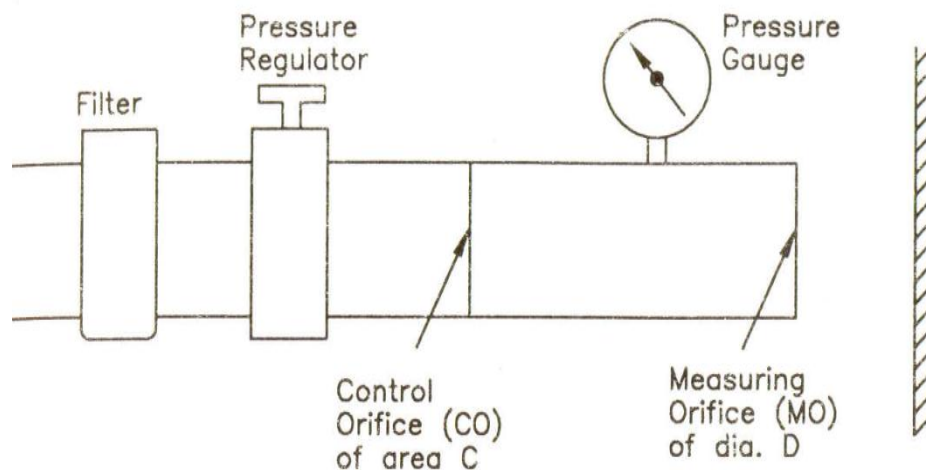 Pressure
Regulator
Pressure
Gauge
Filter
Control
Orifice (CO)
of area C
Measuring
Orifice (MO)
of dia. D